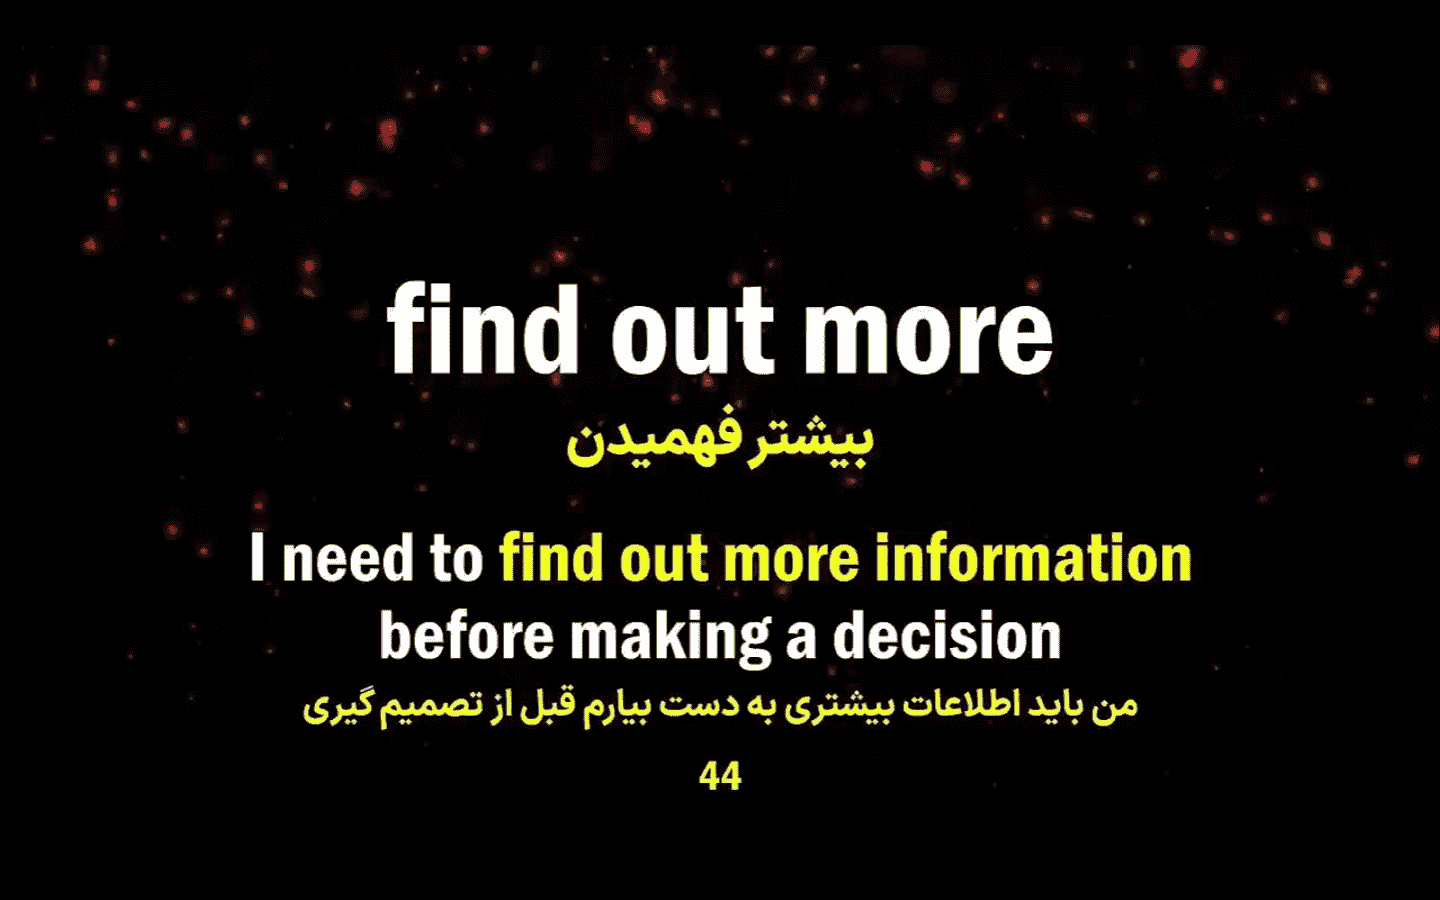 find out more
بیشتر فهمیدن
I need to find out more information
before making a decision
من باید اطلاعات بیشتری به دست بیارم قبل از تصمیم گیری
44